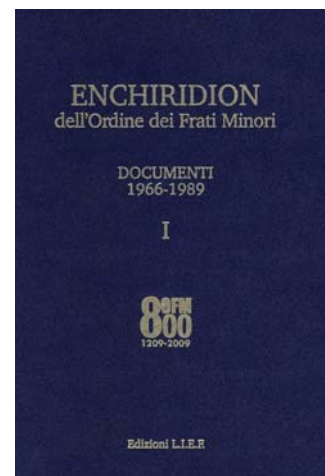 ENCHIRIDION
dell'Ordine dei Frati Minori
DOCUMENTI
1966-1989
I
OFM
800
1209-2009
Edizioni L.I.E.F.